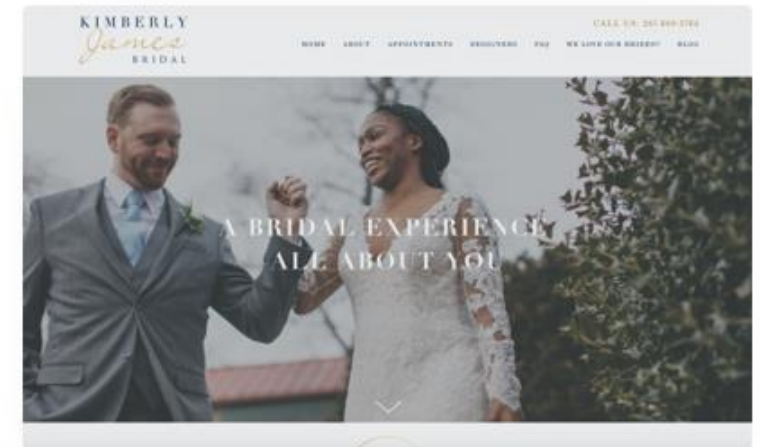 KIMBERLY
James
BRIDAL
CALL US:
HOME ABOUT APPOINTMENTS DESIGNERS FAQ WE LOVE OUR BRIDES! BLOG
A BRIDAL EXPERIENCE
ALL ABOUT YOU